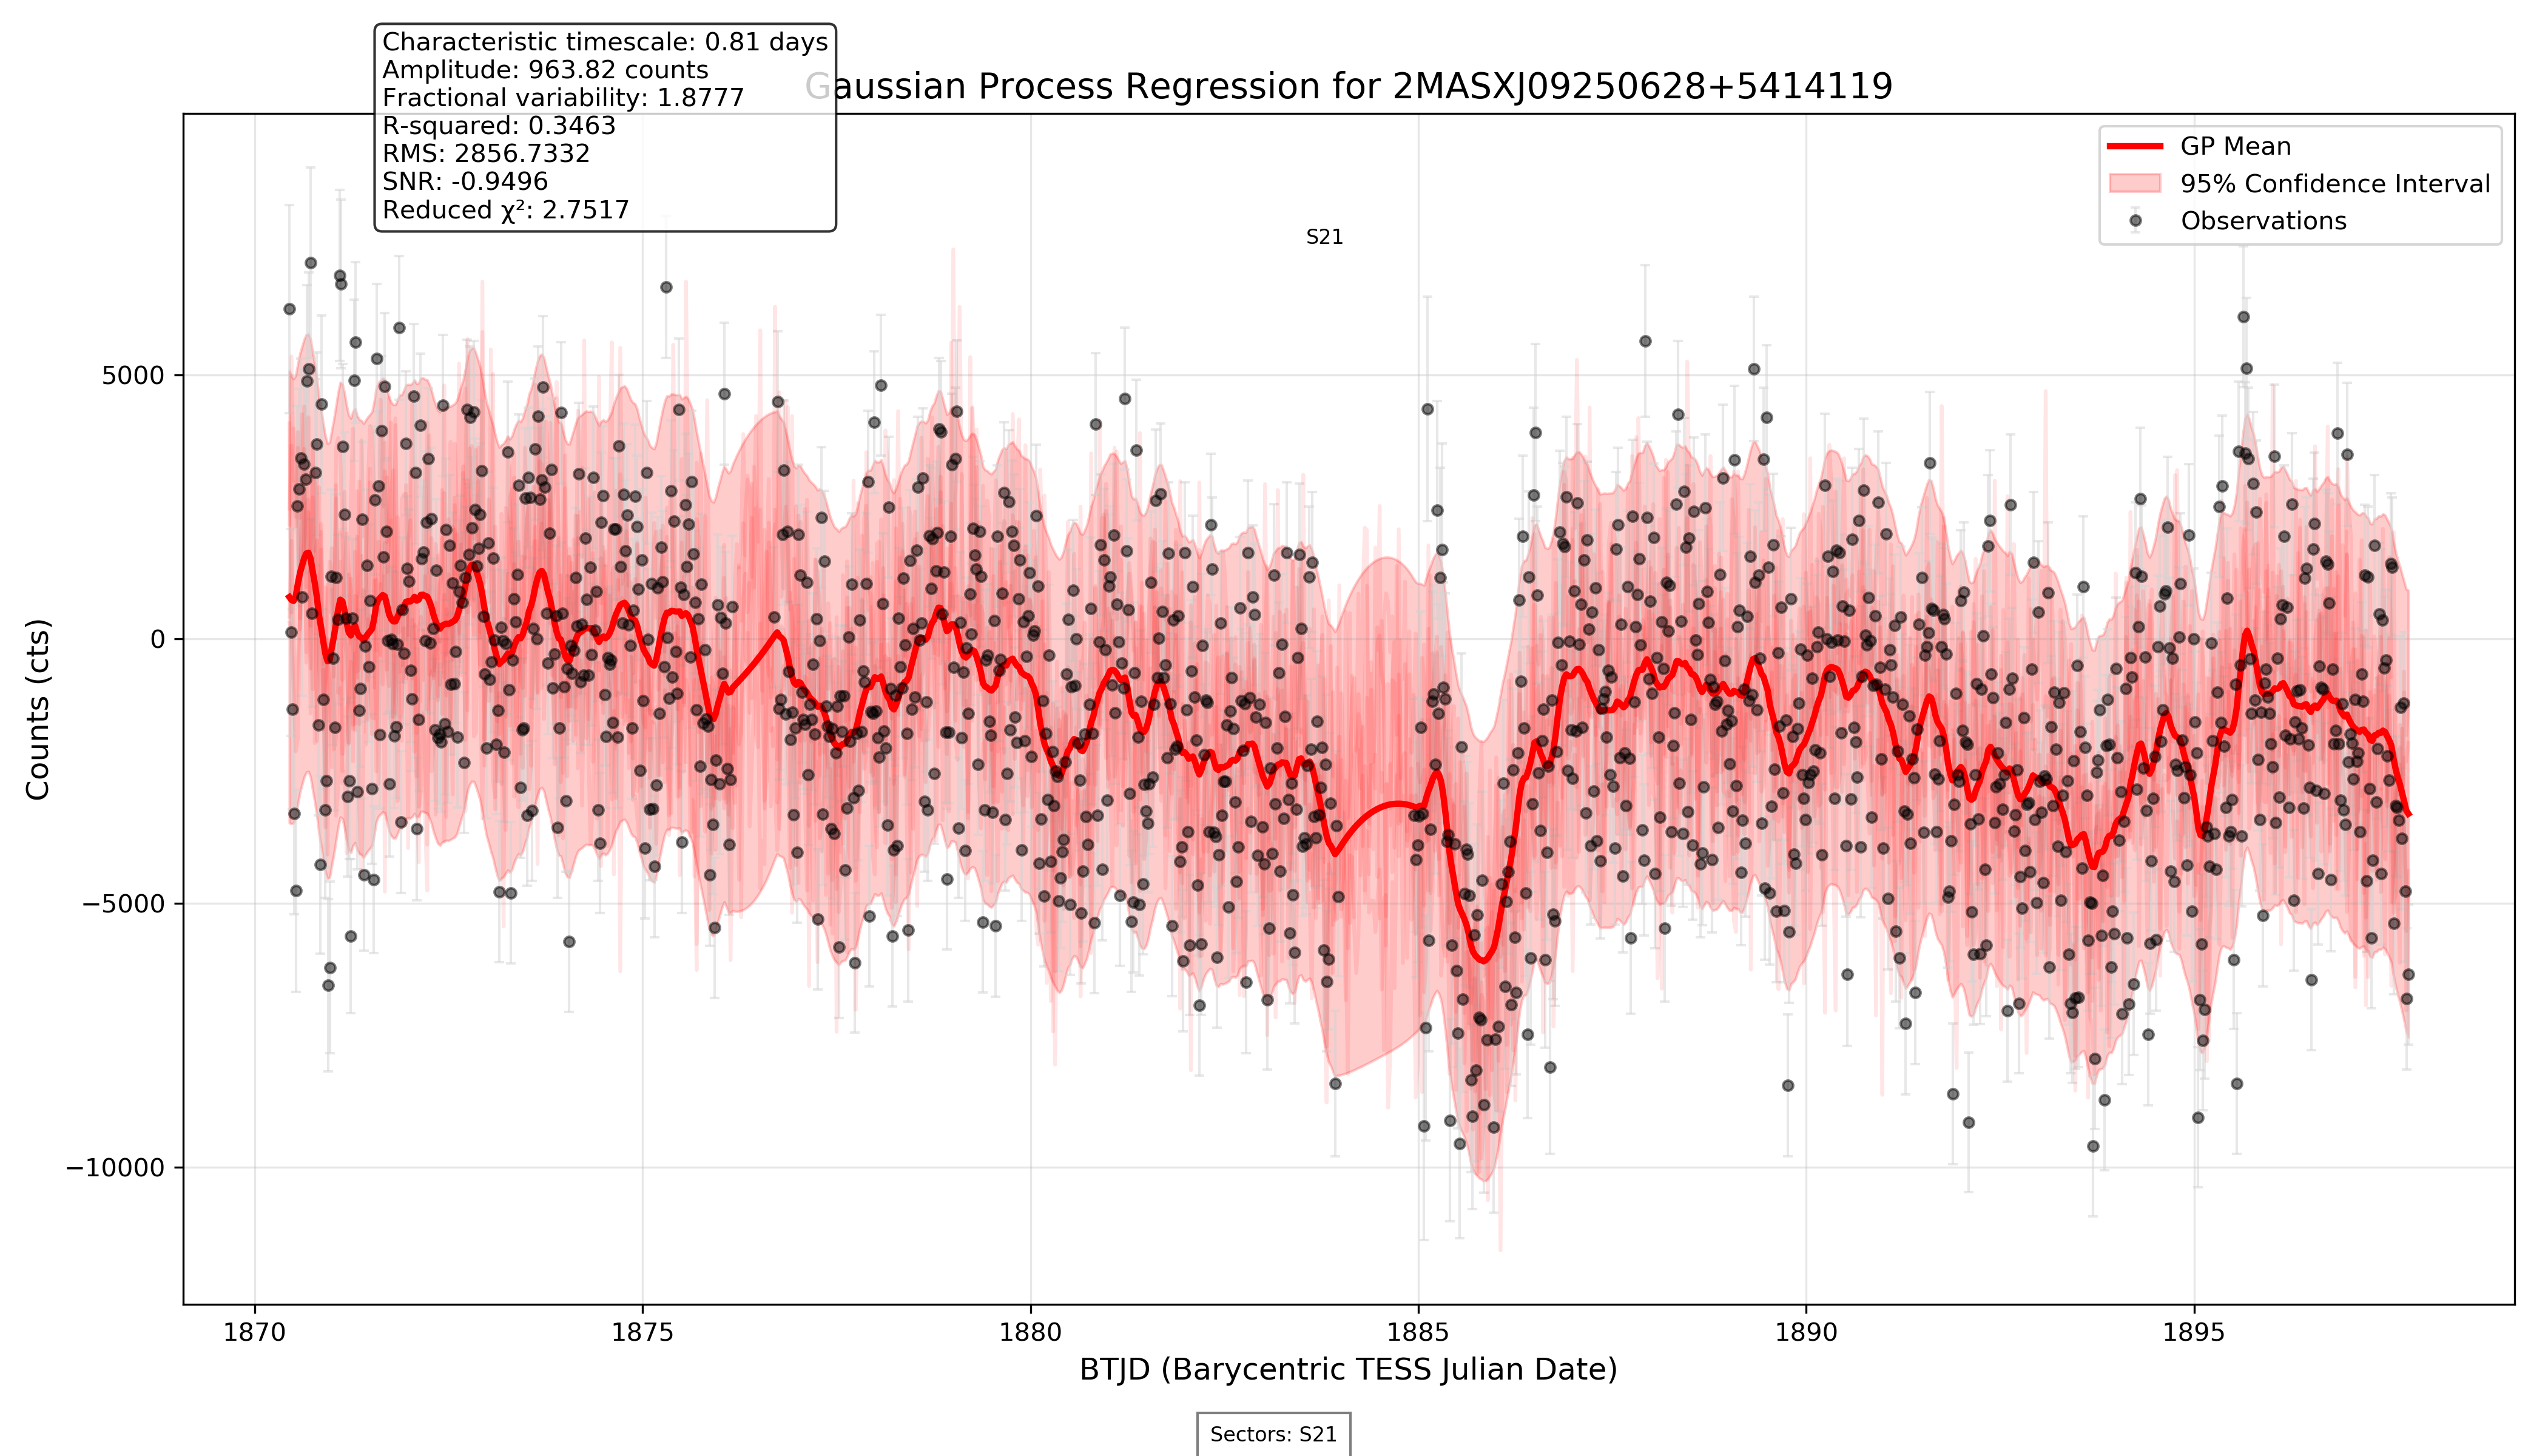 Characteristic timescale: 0.81 days
Amplitude: 963.82 counts
Fractional variability: 1.8777
R-squared: 0.3463
RMS: 2856.7332
SNR: -0.9496
Reduced χ²: 2.7517
Gaussian Process Regression for 2MASXJ09250628+5414119
GP Mean
95% Confidence Interval
Observations
S21
5000
0
−5000
−10000
Counts (cts)
1870 1875 1880 1885 1890 1895
BTJD (Barycentric TESS Julian Date)
Sectors: S21